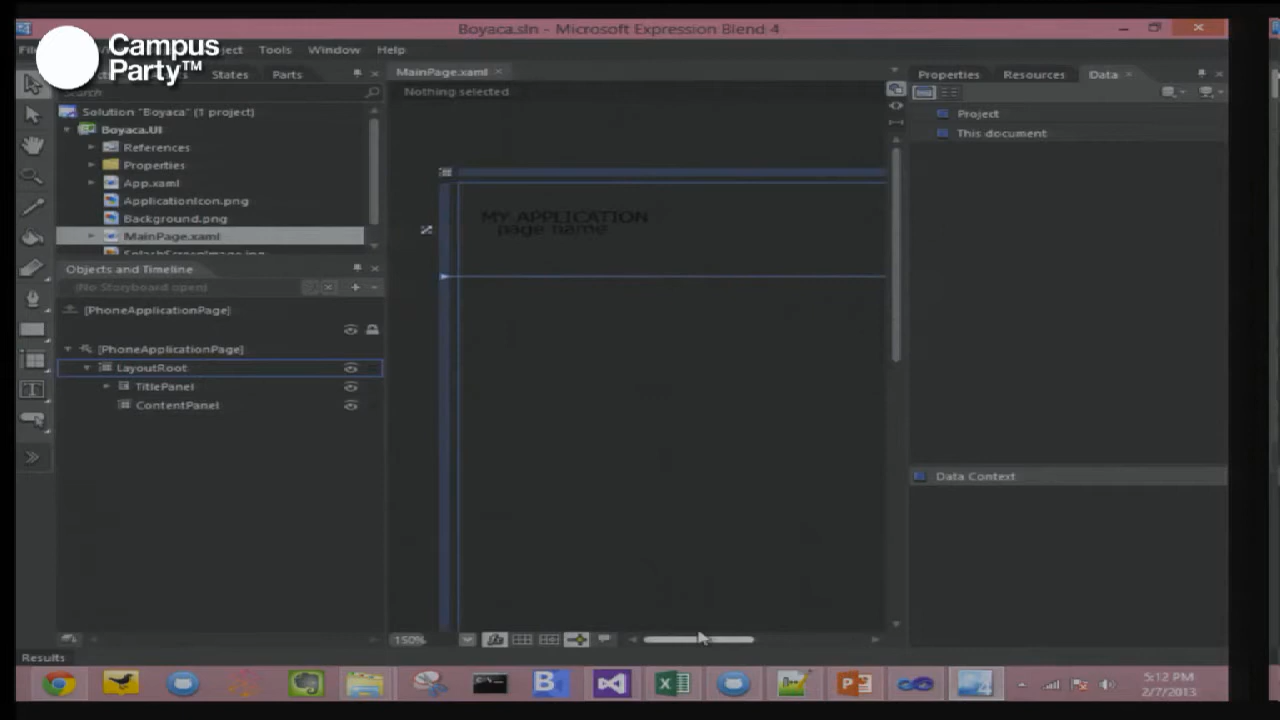 Boyaca.sln - Microsoft Expression Blend 4
Campus
Party™
Tools Window Help
States Parts
MainPage.xaml
Properties Resources Data
Search
Nothing selected
Solution "Boyaca" (1 project)
Boyaca.UI
References
Properties
App.xaml
ApplicationIcon.png
Background.png
MainPage.xaml
SplashScreenImage.jpg
Project
This document
MY APPLICATION
page name
Objects and Timeline
(No Storyboard open)
[PhoneApplicationPage]
[PhoneApplicationPage]
LayoutRoot
TitlePanel
ContentPanel
Data Context
150%
Results
5:12 PM
2/7/2013